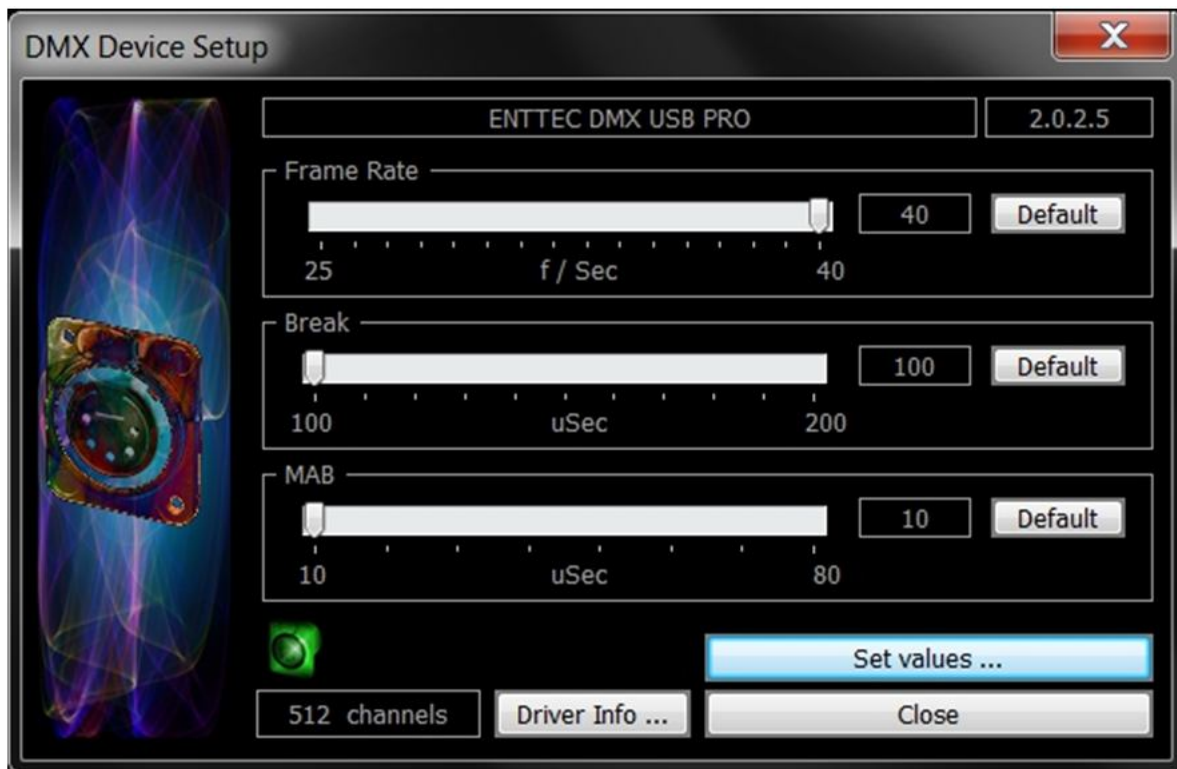 DMX Device Setup
X
ENTTEC DMX USB PRO 2.0.2.5
Frame Rate
40 Default
25 f / Sec 40
Break
100 Default
100 uSec 200
MAB
10 Default
10 uSec 80
Set values ...
512 channels Driver Info ... Close